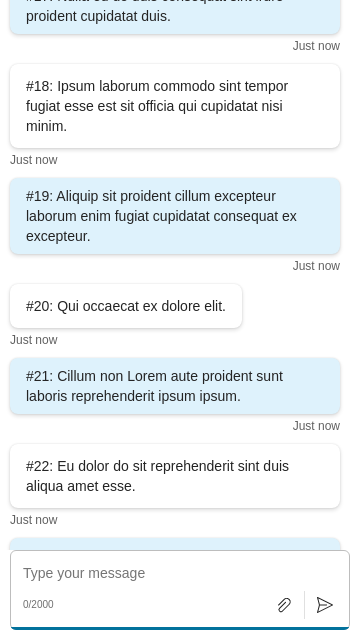 proident cupidatat duis.
Just now
#18: Ipsum laborum commodo sint tempor
fugiat esse est sit officia qui cupidatat nisi
minim.
Just now
#19: Aliquip sit proident cillum excepteur
laborum enim fugiat cupidatat consequat ex
excepteur.
Just now
#20: Qui occaecat ex dolore elit.
Just now
#21: Cillum non Lorem aute proident sunt
laboris reprehenderit ipsum ipsum.
Just now
#22: Eu dolor do sit reprehenderit sint duis
aliqua amet esse.
Just now
Type your message
0/2000